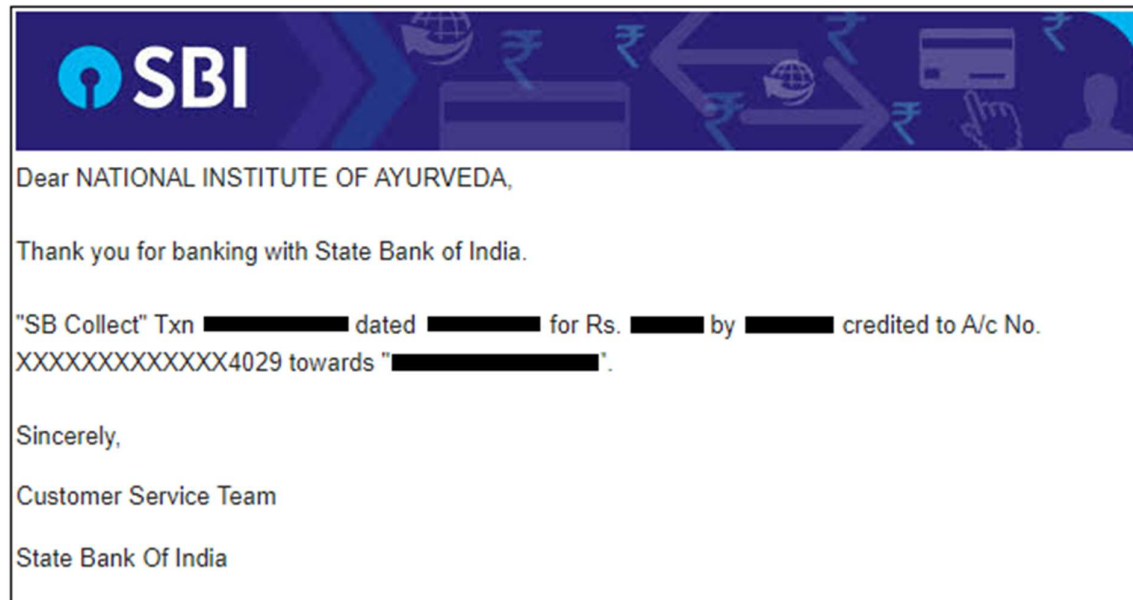 SBI
Dear NATIONAL INSTITUTE OF AYURVEDA,
Thank you for banking with State Bank of India.
"SB Collect" Txn dated for Rs. by credited to A/c No.
XXXXXXXXXXXXX4029 towards " ".
Sincerely,
Customer Service Team
State Bank Of India